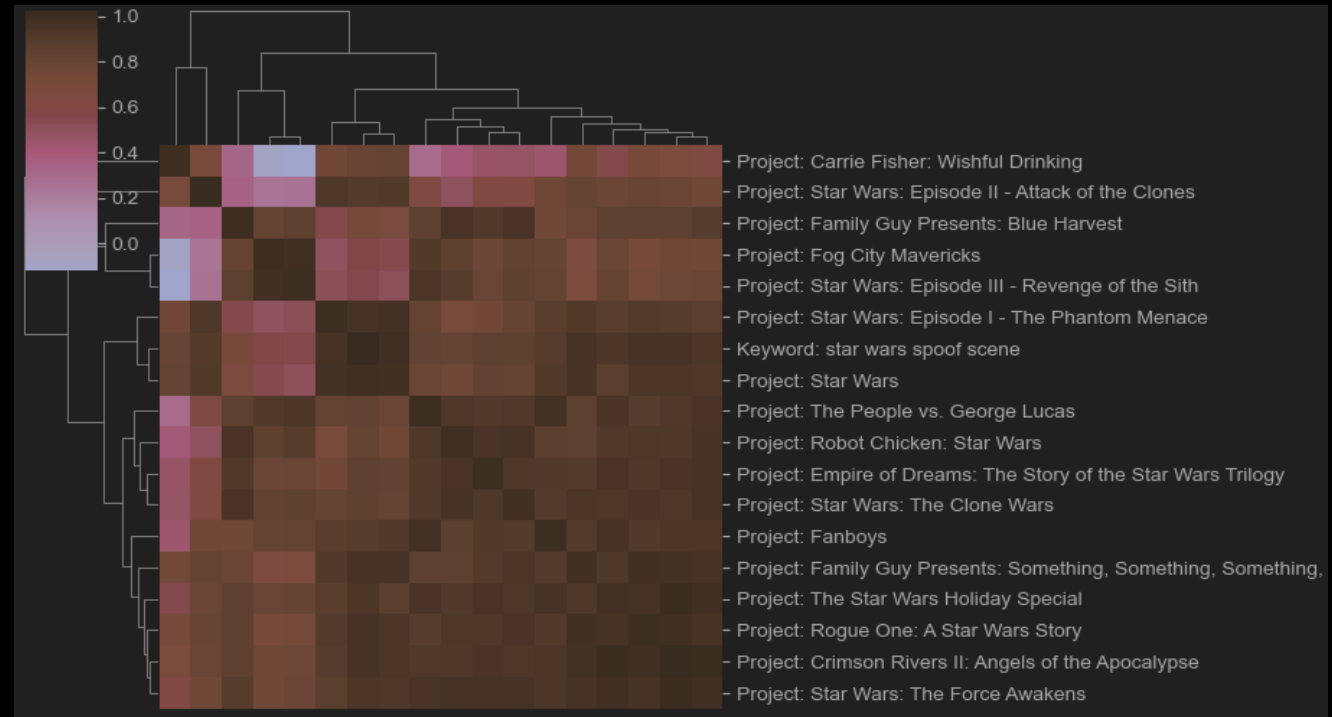 1.0
0.8
0.6
0.4
0.2
0.0
Project: Carrie Fisher: Wishful Drinking
Project: Star Wars: Episode II - Attack of the Clones
Project: Family Guy Presents: Blue Harvest
Project: Fog City Mavericks
Project: Star Wars: Episode III - Revenge of the Sith
Project: Star Wars: Episode I - The Phantom Menace
Keyword: star wars spoof scene
Project: Star Wars
Project: The People vs. George Lucas
Project: Robot Chicken: Star Wars
Project: Empire of Dreams: The Story of the Star Wars Trilogy
Project: Star Wars: The Clone Wars
Project: Fanboys
Project: Family Guy Presents: Something, Something, Something,
Project: The Star Wars Holiday Special
Project: Rogue One: A Star Wars Story
Project: Crimson Rivers II: Angels of the Apocalypse
Project: Star Wars: The Force Awakens